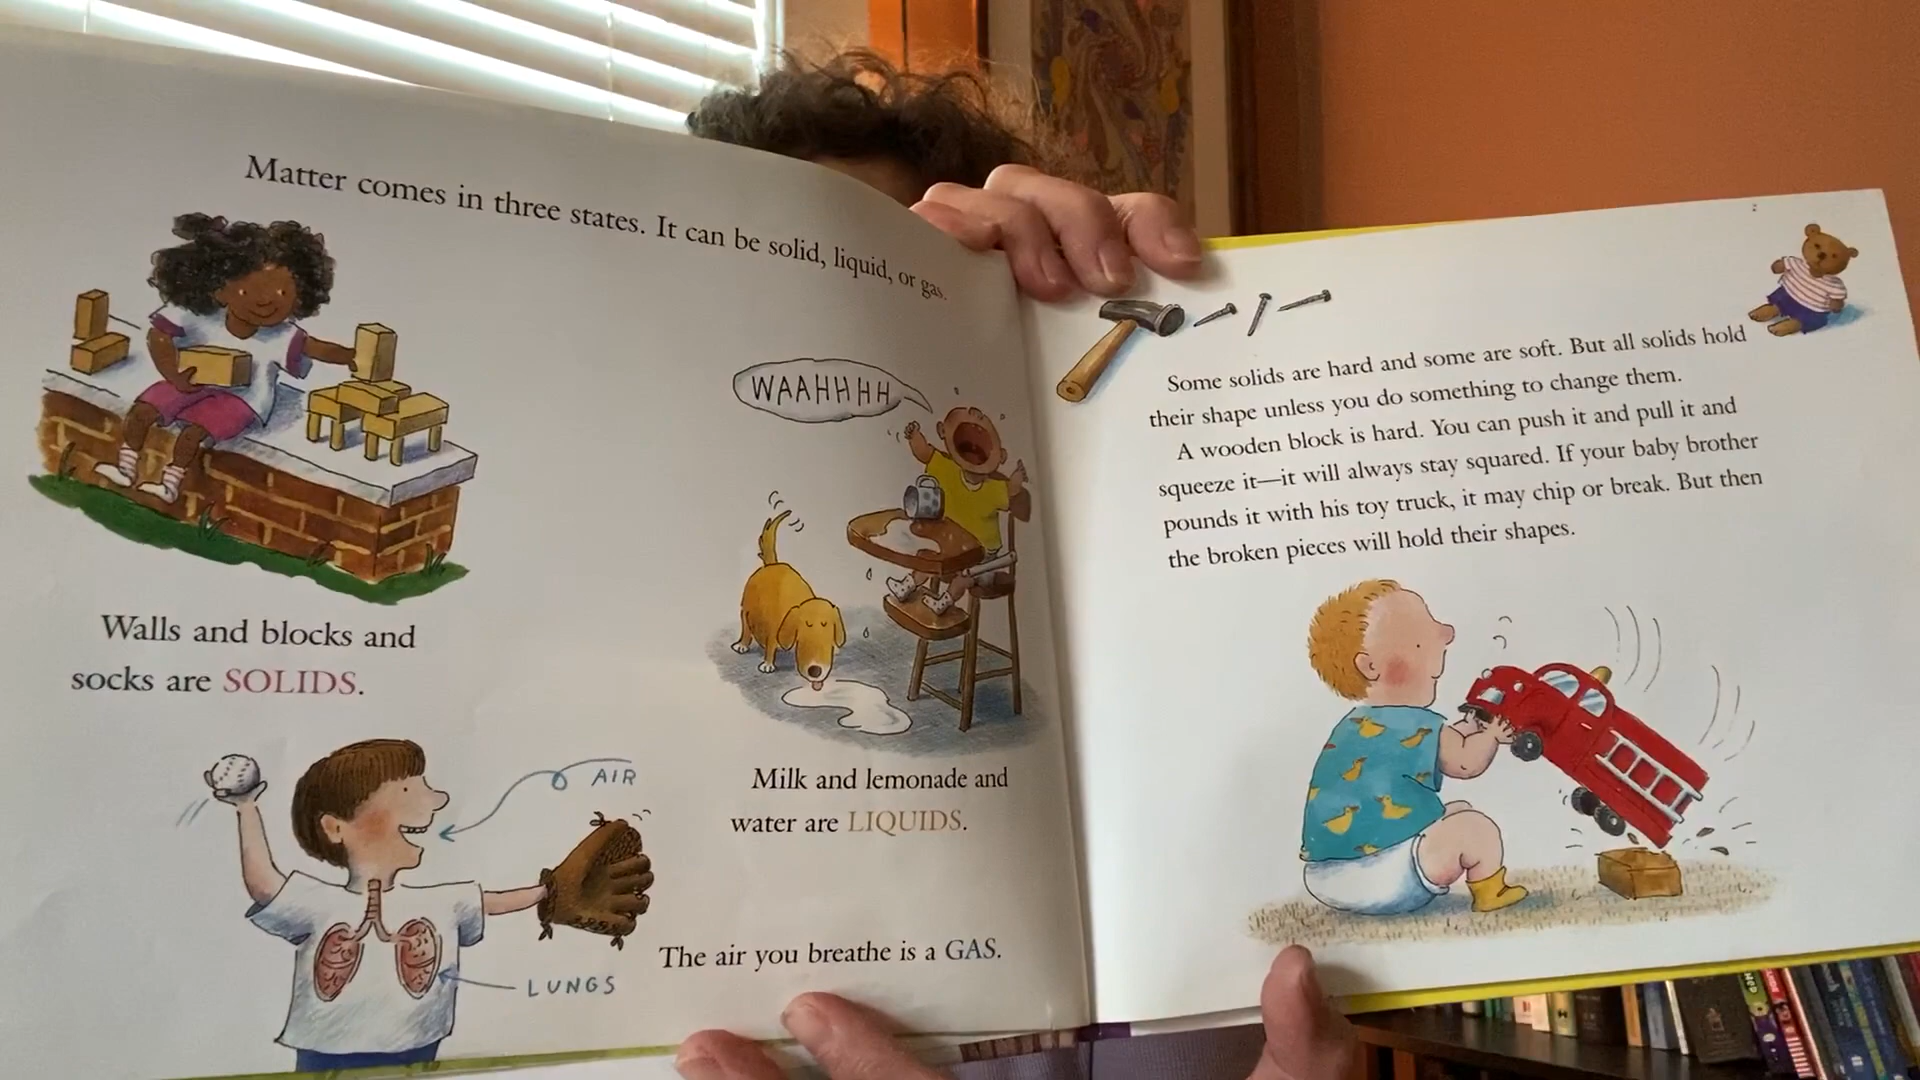 Matter comes in three states. It can be solid, liquid, or gas.
WAAHHHH
Walls and blocks and
socks are SOLIDS.
Milk and lemonade and
water are LIQUIDS.
AIR
LUNGS
The air you breathe is a GAS.
Some solids are hard and some are soft. But all solids hold
their shape unless you do something to change them.
A wooden block is hard. You can push it and pull it and
squeeze it—it will always stay squared. If your baby brother
pounds it with his toy truck, it may chip or break. But then
the broken pieces will hold their shapes.